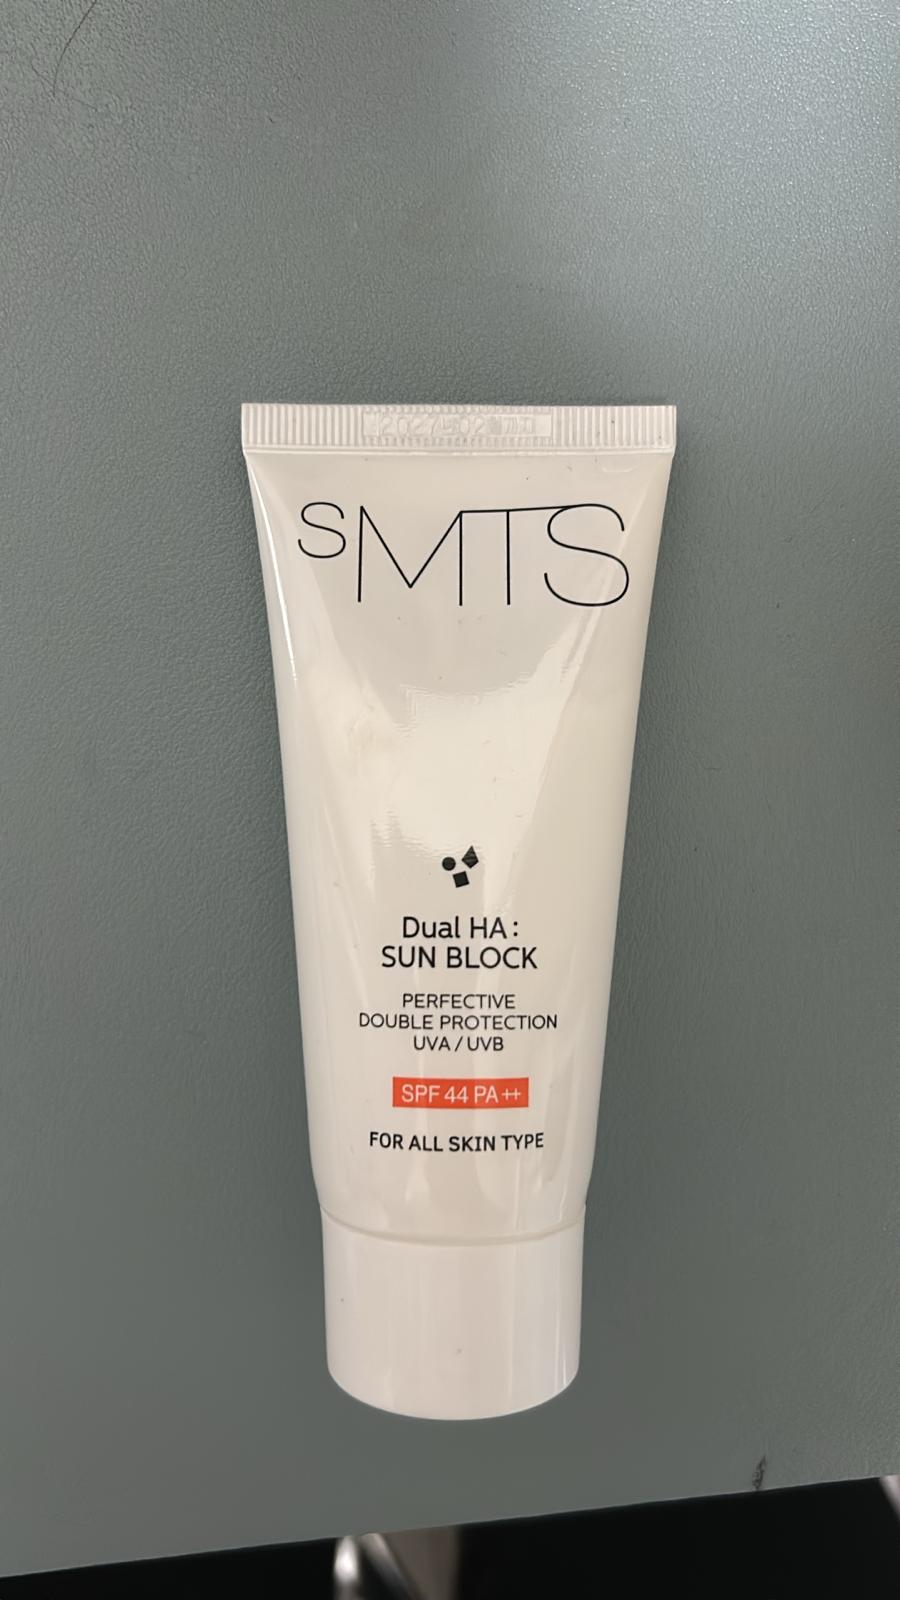 SMTS
Dual HA:
SUN BLOCK
PERFECTIVE
DOUBLE PROTECTION
UVA / UVB
SPF 44 PA++
FOR ALL SKIN TYPE